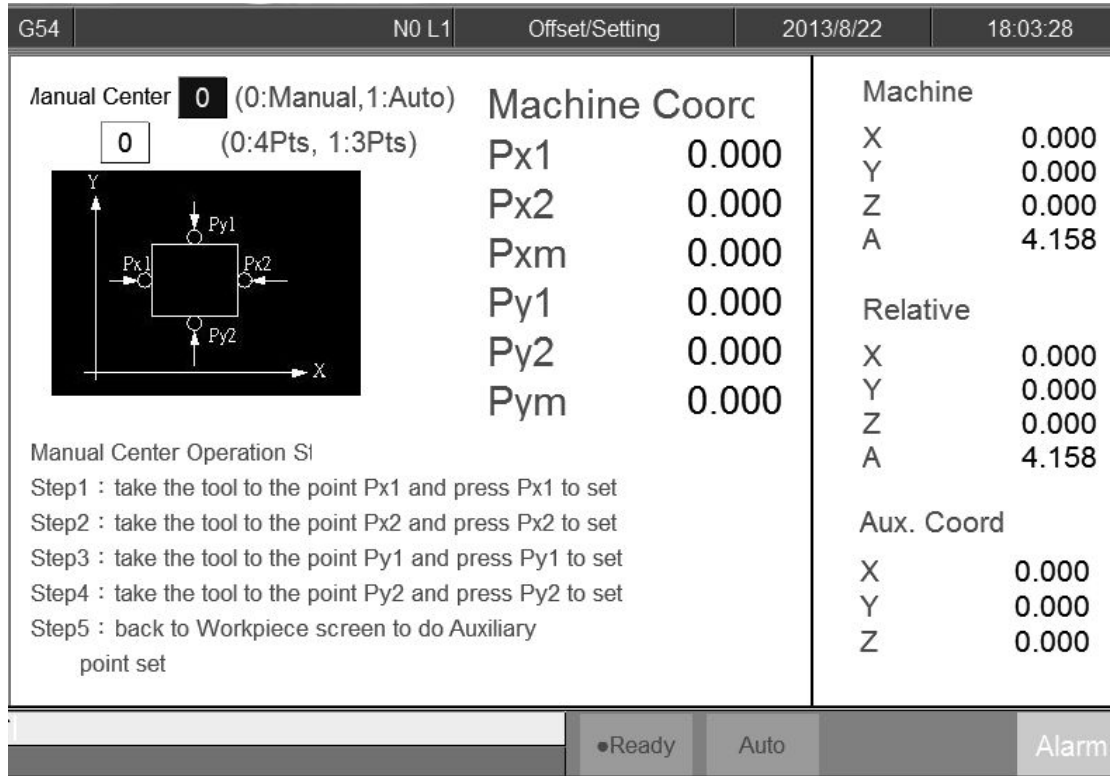 G54 N0 L1 Offset/Setting 2013/8/22 18:03:28
Manual Center 0 (0:Manual,1:Auto)
0 (0:4Pts, 1:3Pts)
Y
Py1
Px1 Px2
Py2
X
Machine Coord
Px1 0.000
Px2 0.000
Pxm 0.000
Py1 0.000
Py2 0.000
Pym 0.000
Manual Center Operation St
Step1：take the tool to the point Px1 and press Px1 to set
Step2：take the tool to the point Px2 and press Px2 to set
Step3：take the tool to the point Py1 and press Py1 to set
Step4：take the tool to the point Py2 and press Py2 to set
Step5：back to Workpiece screen to do Auxiliary
point set
Machine
X 0.000
Y 0.000
Z 0.000
A 4.158
Relative
X 0.000
Y 0.000
Z 0.000
A 4.158
Aux. Coord
X 0.000
Y 0.000
Z 0.000
●Ready Auto Alarm